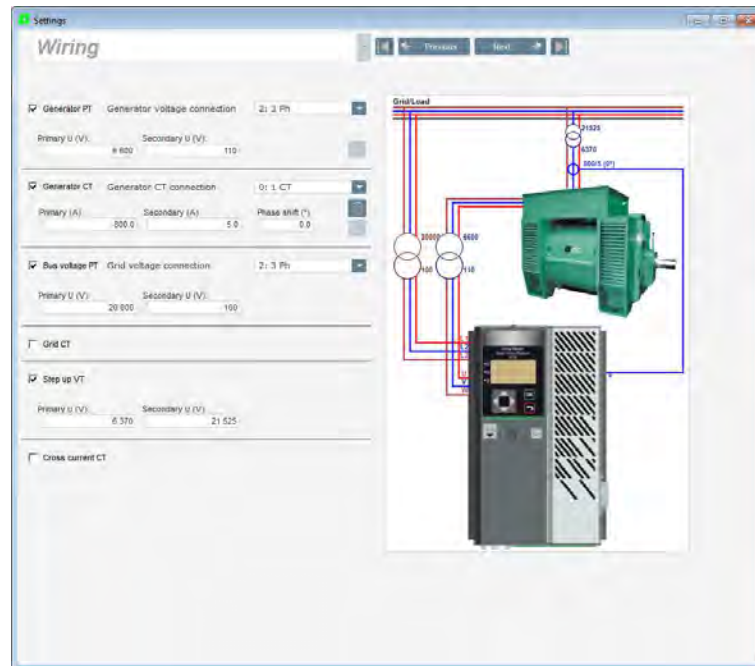 Settings
Wiring
Previous Next
Generator PT Generator voltage connection 2: 3 Ph
Primary U (V): Secondary U (V):
6 600 110
Generator CT Generator CT connection 0: 1 CT
Primary (A) Secondary (A) Phase shift (°)
800.0 5.0 0.0
Bus voltage PT Grid voltage connection 2: 3 Ph
Primary U (V): Secondary U (V):
20 000 100
Grid CT
Step up VT
Primary U (V): Secondary U (V):
6 370 21 525
Cross current CT
Grid/Load
21525
6370
800/5 (0°)
20000 6600
100 110